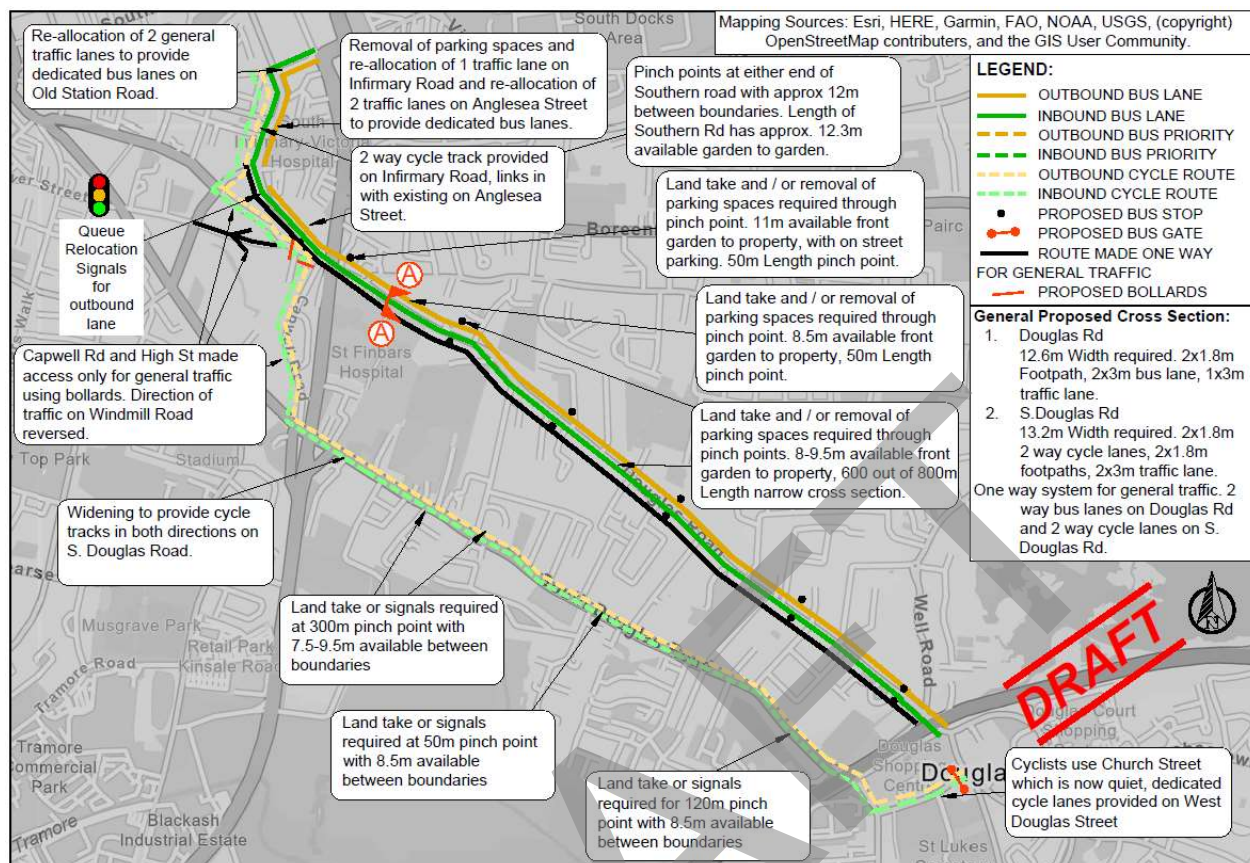 Mapping Sources: Esri, HERE, Garmin, FAO, NOAA, USGS, (copyright)
OpenStreetMap contributers, and the GIS User Community.
Re-allocation of 2 general
traffic lanes to provide
dedicated bus lanes on
Old Station Road.
Removal of parking spaces and
re-allocation of 1 traffic lane on
Infirmary Road and re-allocation of
2 traffic lanes on Anglesea Street
to provide dedicated bus lanes.
South Docks
Area
Pinch points at either end of
Southern road with approx 12m
between boundaries. Length of
Southern Rd has approx. 12.3m
available garden to garden.
LEGEND:
OUTBOUND BUS LANE
INBOUND BUS LANE
OUTBOUND BUS PRIORITY
INBOUND BUS PRIORITY
OUTBOUND CYCLE ROUTE
INBOUND CYCLE ROUTE
PROPOSED BUS STOP
PROPOSED BUS GATE
ROUTE MADE ONE WAY
FOR GENERAL TRAFFIC
PROPOSED BOLLARDS
General Proposed Cross Section:
1. Douglas Rd
12.6m Width required. 2x1.8m
Footpath, 2x3m bus lane, 1x3m
traffic lane.
2. S.Douglas Rd
13.2m Width required. 2x1.8m
2 way cycle lanes, 2x1.8m
footpaths, 2x3m traffic lane.
One way system for general traffic. 2
way bus lanes on Douglas Rd
and 2 way cycle lanes on S.
Douglas Rd.
South
Hospital
2 way cycle track provided
on Infirmary Road, links in
with existing on Anglesea
Street.
Land take and / or removal of
parking spaces required through
pinch point. 11m available front
garden to property, with on street
parking. 50m Length pinch point.
Street
Queue
Relocation
Signals
for
outbound
lane
Boreen
Pairc
A
A
Land take and / or removal of
parking spaces required through
pinch point. 8.5m available front
garden to property, 50m Length
pinch point.
Walk
Capwell Rd and High St made
access only for general traffic
using bollards. Direction of
traffic on Windmill Road
reversed.
Capwell Road
St Finbars
Hospital
Land take and / or removal of
parking spaces required through
pinch points. 8-9.5m available front
garden to property, 600 out of 800m
Length narrow cross section.
Top Park
Stadium
Douglas Road
Widening to provide cycle
tracks in both directions on
S. Douglas Road.
Land take or signals required
at 300m pinch point with
7.5-9.5m available between
boundaries
Musgrave Park
Retail Park
Kinsale Road
Tramore Road
Well Road
N
DRAFT
Land take or signals
required at 50m pinch point
with 8.5m available
between boundaries
Tramore
Commercial
Park
Douglas Court
Shopping
Douglas
Shopping
Centre
Douglas
Land take or signals
required for 120m pinch
point with 8.5m available
between boundaries
Cyclists use Church Street
which is now quiet, dedicated
cycle lanes provided on West
Douglas Street
Tramore
Blackash
Industrial Estate
St Lukes